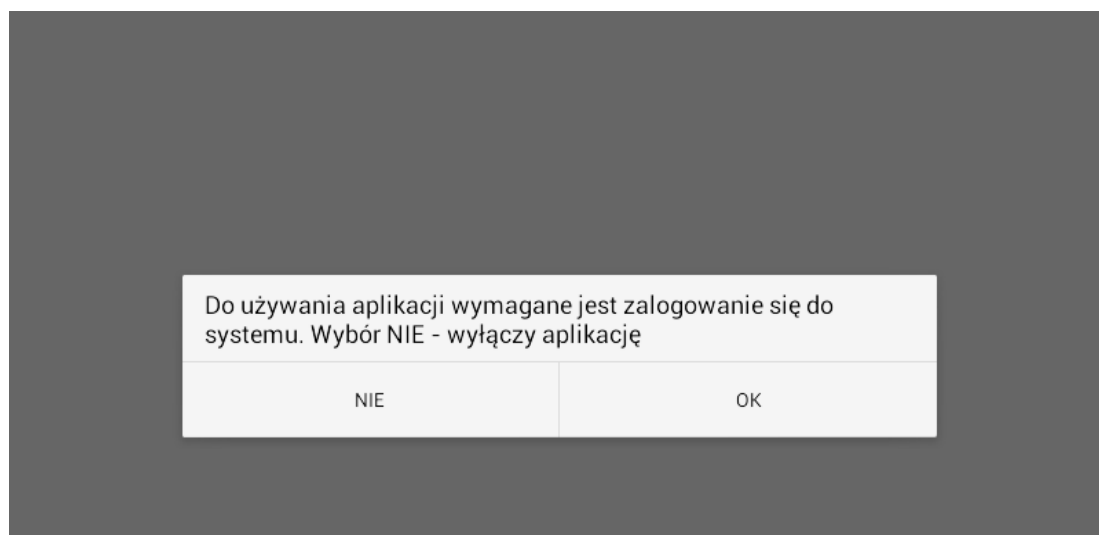 Do używania aplikacji wymagane jest zalogowanie się do
systemu. Wybór NIE - wyłączy aplikację
NIE
OK